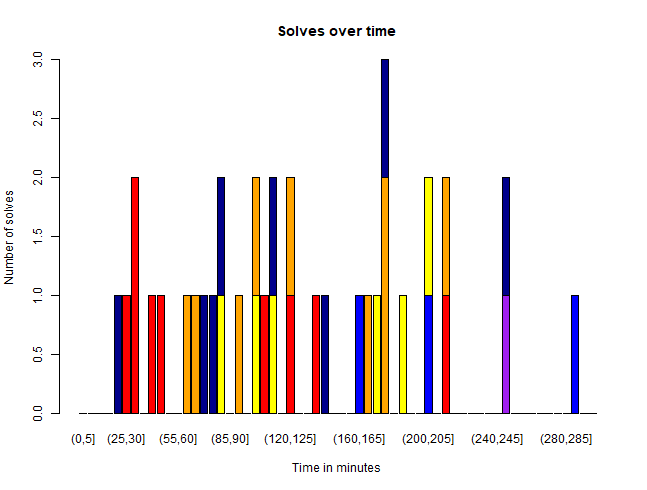 Solves over time
Number of solves
3.0
2.5
2.0
1.5
1.0
0.5
0.0
(0,5] (25,30] (55,60] (85,90] (120,125] (160,165] (200,205] (240,245] (280,285]
Time in minutes